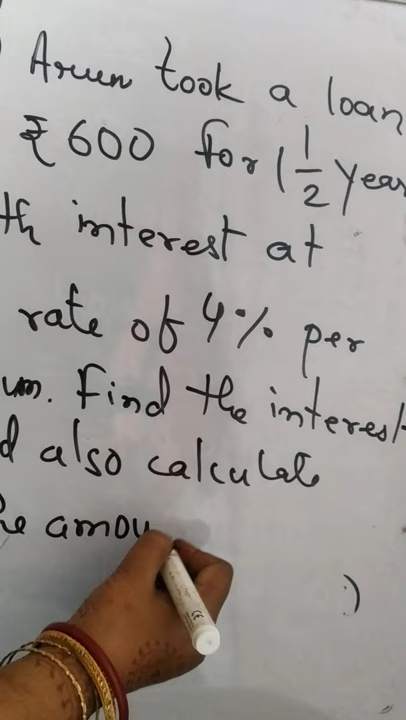 Arun took a loan
₹600 for 1 1/2 year
th interest at
rate of 4% per
um. Find the interest
d also calculate
he amou
)